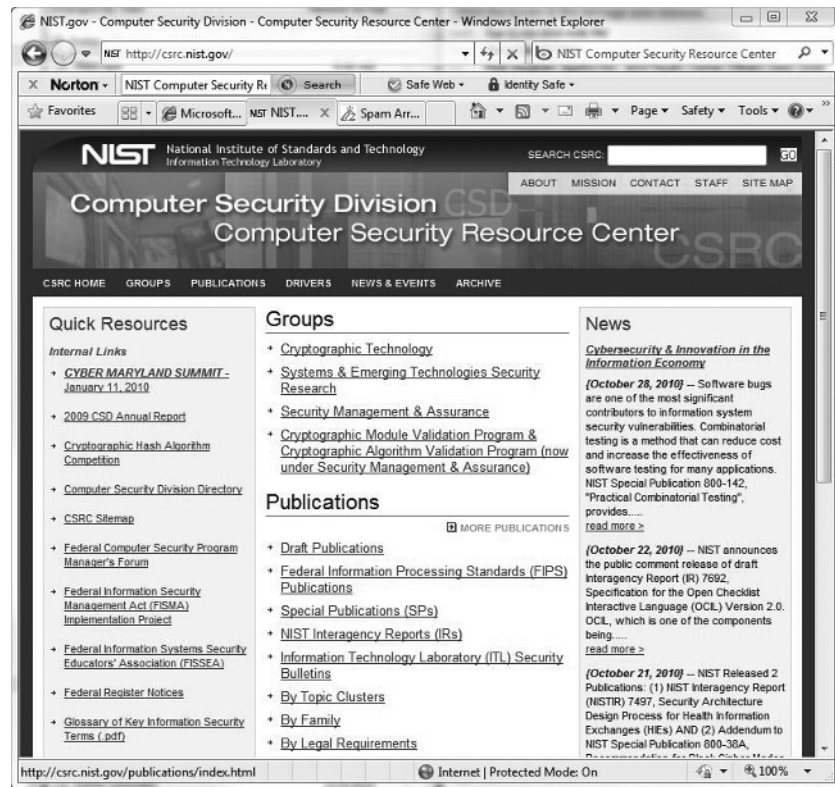 NIST.gov - Computer Security Division - Computer Security Resource Center - Windows Internet Explorer
NIST http://csrc.nist.gov/
NIST Computer Security Resource Center
X Norton - NIST Computer Security Re Search Safe Web Identity Safe
Favorites Microsoft... NIST NIST.... X Spam Arr... Page Safety Tools
NIST National Institute of Standards and Technology
Information Technology Laboratory
SEARCH CSRC: GO
ABOUT MISSION CONTACT STAFF SITE MAP
Computer Security Division CSD
Computer Security Resource Center
CSRC
CSRC HOME GROUPS PUBLICATIONS DRIVERS NEWS & EVENTS ARCHIVE
Quick Resources
Internal Links
CYBER MARYLAND SUMMIT -
January 11, 2010
2009 CSD Annual Report
Cryptographic Hash Algorithm
Competition
Computer Security Division Directory
CSRC Sitemap
Federal Computer Security Program
Manager's Forum
Federal Information Security
Management Act (FISMA)
Implementation Project
Federal Information Systems Security
Educators' Association (FISSEA)
Federal Register Notices
Glossary of Key Information Security
Terms (.pdf)
Groups
Cryptographic Technology
Systems & Emerging Technologies Security
Research
Security Management & Assurance
Cryptographic Module Validation Program &
Cryptographic Algorithm Validation Program (now
under Security Management & Assurance)
Publications
MORE PUBLICATIONS
Draft Publications
Federal Information Processing Standards (FIPS)
Publications
Special Publications (SPs)
NIST Interagency Reports (IRs)
Information Technology Laboratory (ITL) Security
Bulletins
By Topic Clusters
By Family
By Legal Requirements
News
Cybersecurity & Innovation in the
Information Economy
{October 28, 2010} -- Software bugs
are one of the most significant
contributors to information system
security vulnerabilities. Combinatorial
testing is a method that can reduce cost
and increase the effectiveness of
software testing for many applications.
NIST Special Publication 800-142,
"Practical Combinatorial Testing",
provides.....
read more >
{October 22, 2010} -- NIST announces
the public comment release of draft
Interagency Report (IR) 7692,
Specification for the Open Checklist
Interactive Language (OCIL) Version 2.0.
OCIL, which is one of the components
being.....
read more >
{October 21, 2010} -- NIST Released 2
Publications: (1) NIST Interagency Report
(NISTIR) 7497, Security Architecture
Design Process for Health Information
Exchanges (HIEs) AND (2) Addendum to
NIST Special Publication 800-38A,
Recommendation for Block Cipher Modes
http://csrc.nist.gov/publications/index.html
Internet | Protected Mode: On
100%